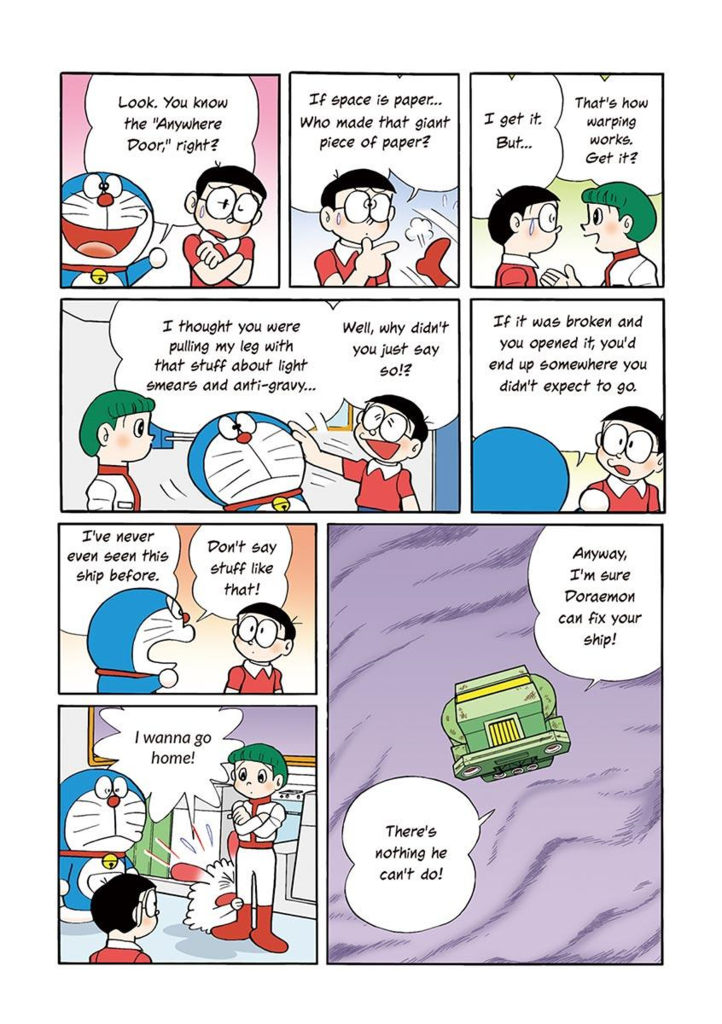 That's how
warping
works.
Get it?
I get it.
But...
If space is paper...
Who made that giant
piece of paper?
Look. You know
the "Anywhere
Door," right?
If it was broken and
you opened it, you'd
end up somewhere you
didn't expect to go.
Well, why didn't
you just say
so!?
I thought you were
pulling my leg with
that stuff about light
smears and anti-gravy...
Anyway,
I'm sure
Doraemon
can fix your
ship!
There's
nothing he
can't do!
Don't say
stuff like
that!
I've never
even seen this
ship before.
I wanna go
home!